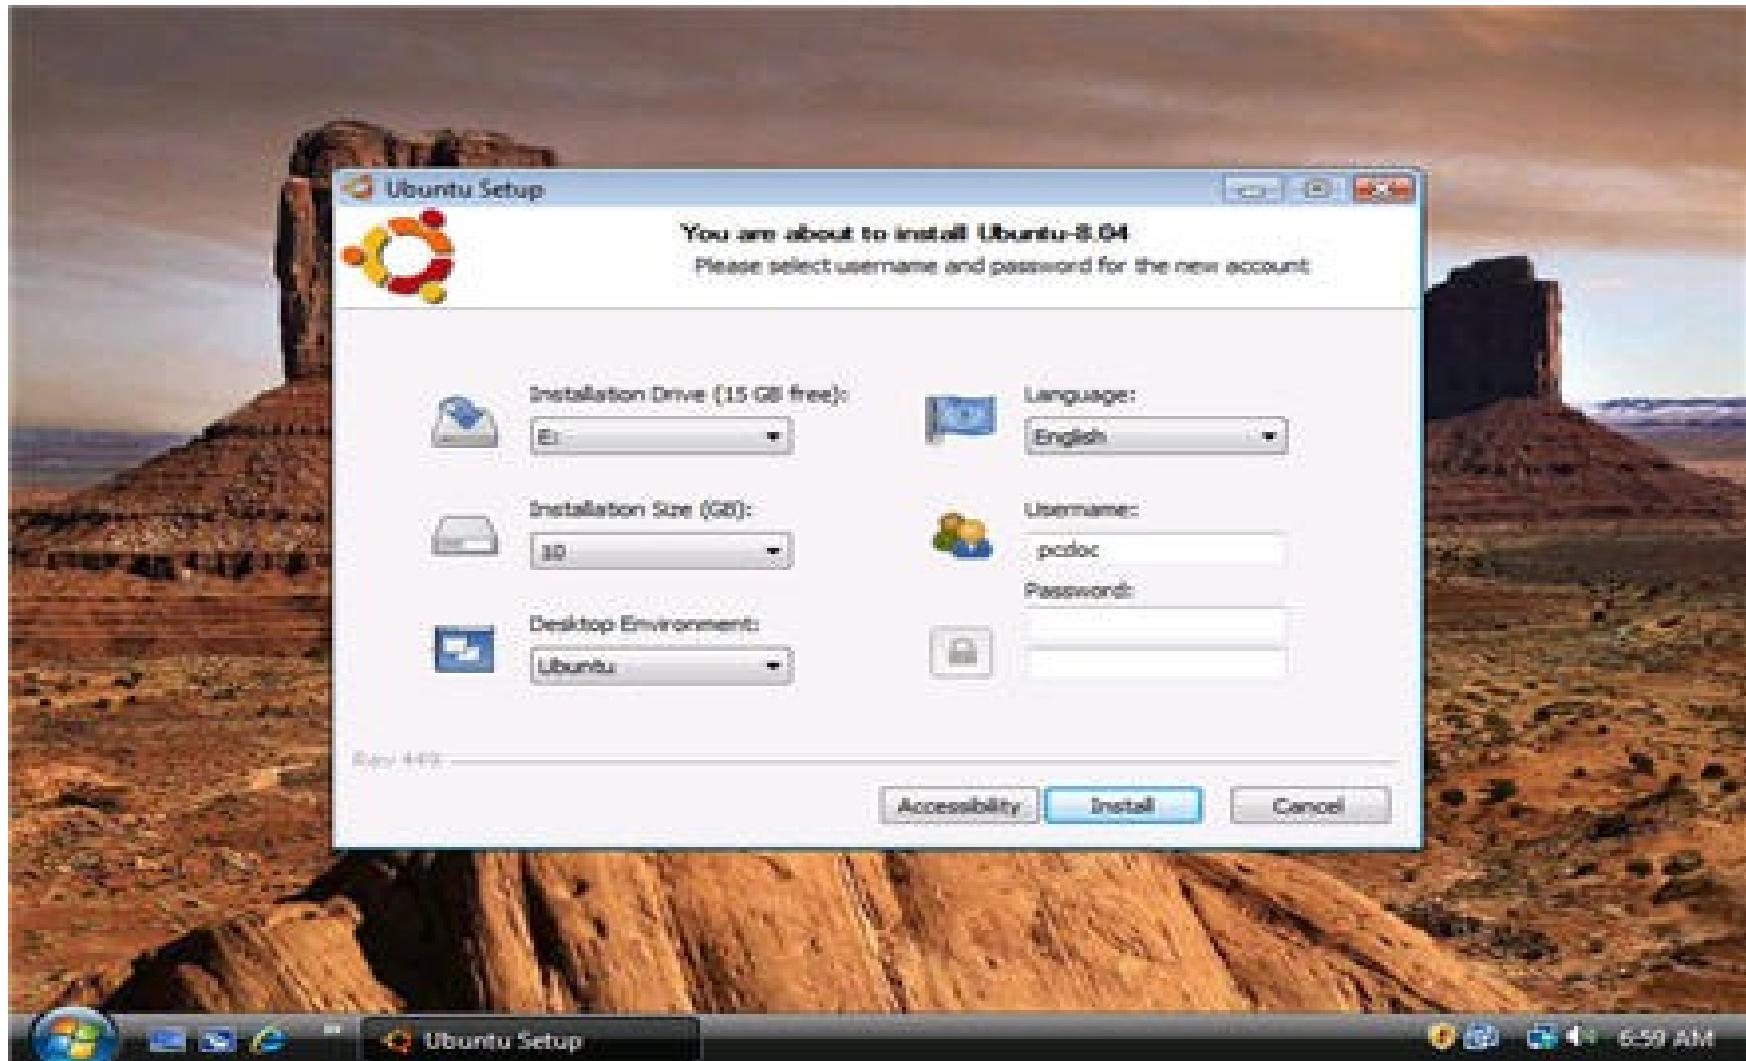 Ubuntu Setup
You are about to install Ubuntu-8.04
Please select username and password for the new account
Installation Drive (15 GB free):
E:
Language:
English
Installation Size (GB):
10
Username:
pcdoc
Password:
Desktop Environment:
Ubuntu
Rev 449
Accessibility
Install
Cancel
Ubuntu Setup
6:59 AM